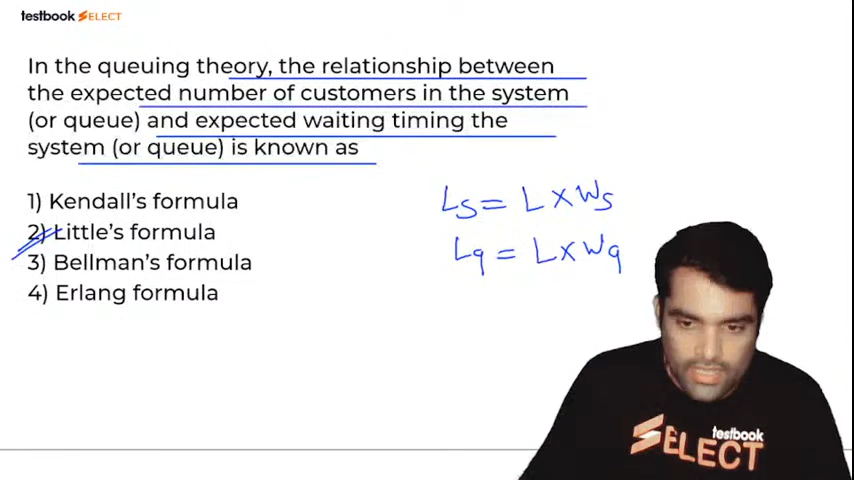 testbook SELECT
In the queuing theory, the relationship between
the expected number of customers in the system
(or queue) and expected waiting timing the
system (or queue) is known as
1) Kendall's formula
2) Little's formula
3) Bellman's formula
4) Erlang formula
Ls = L × Ws
Lq = L × Wq
testbook
SELECT